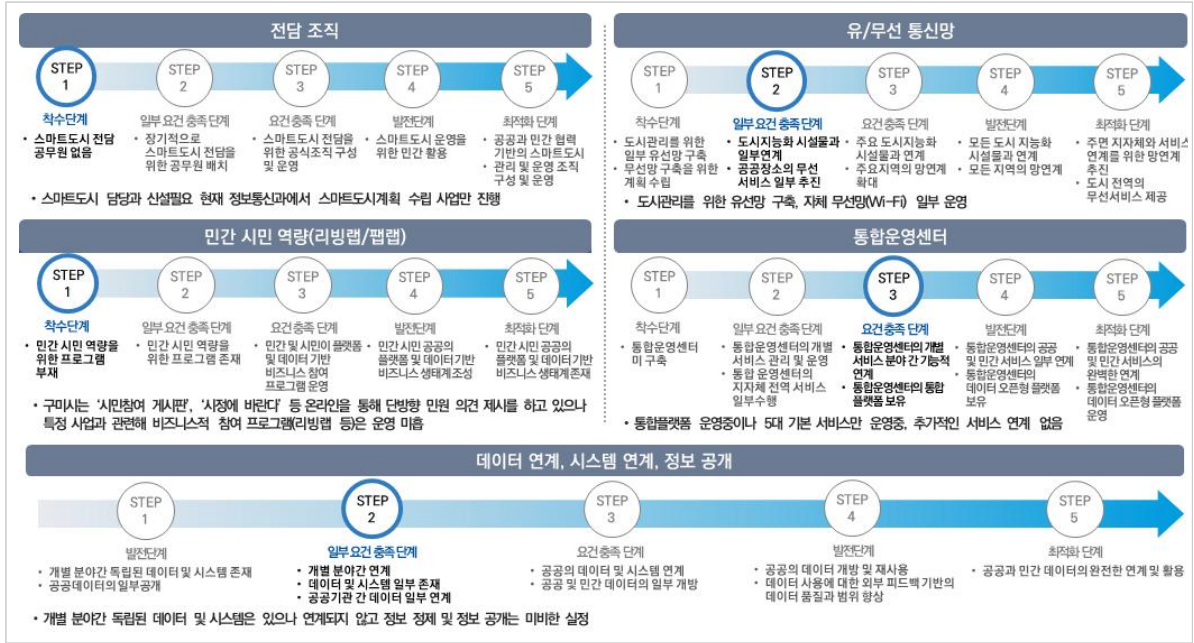 전담 조직
STEP 1
착수단계
• 스마트도시 전담
공무원 없음
STEP 2
일부 요건 충족 단계
• 장기적으로
스마트도시 전담을
위한 공무원 배치
STEP 3
요건 충족 단계
• 스마트도시 전담을
위한 공식조직 구성
및 운영
STEP 4
발전단계
• 스마트도시 운영을
위한 민간 활용
STEP 5
최적화 단계
• 공공과 민간 협력
기반의 스마트도시
• 관리 및 운영 조직
구성 및 운영
• 스마트도시 담당과 신설필요 현재 정보통신과에서 스마트도시계획 수립 사업만 진행
유/무선 통신망
STEP 1
착수단계
• 도시관리를 위한
일부 유선망 구축
• 무선망 구축을 위한
계획 수립
STEP 2
일부 요건 충족 단계
• 도시지능화 시설물과
일부연계
• 공공장소의 무선
서비스 일부 추진
STEP 3
요건 충족 단계
• 주요 도시지능화
시설물과 연계
• 주요지역의 망연계
확대
STEP 4
발전단계
• 모든 도시 지능화
시설물과 연계
• 모든 지역의 망연계
STEP 5
최적화 단계
• 주면 지자체와 서비스
연계를 위한 망연계
추진
• 도시 전역의
무선서비스 제공
• 도시관리를 위한 유선망 구축, 자체 무선망(Wi-Fi) 일부 운영
민간 시민 역량(리빙랩/팹랩)
STEP 1
착수단계
• 민간 시민 역량을
위한 프로그램
부재
STEP 2
일부 요건 충족 단계
• 민간 시민 역량을
위한 프로그램 존재
STEP 3
요건 충족 단계
• 민간 및 시민이 플랫폼
및 데이터 기반
비즈니스 참여
프로그램 운영
STEP 4
발전단계
• 민간 시민 공공의
플랫폼 및 데이터 기반
비즈니스 생태계 조성
STEP 5
최적화 단계
• 민간 시민 공공의
플랫폼 및 데이터 기반
비즈니스 생태계 존재
• 구미시는 ‘시민참여 게시판’, ‘시정에 바란다’ 등 온라인을 통해 단방향 민원 의견 제시를 하고 있으나
특정 사업과 관련해 비즈니스적 참여 프로그램(리빙랩 등)은 운영 미흡
통합운영센터
STEP 1
착수단계
• 통합운영센터
미 구축
STEP 2
일부 요건 충족 단계
• 통합운영센터의 개별
서비스 관리 및 운영
• 통합 운영센터의
지자체 전역 서비스
일부수행
STEP 3
요건 충족 단계
• 통합운영센터의 개별
서비스 분야 간 기능적
연계
• 통합운영센터의 통합
플랫폼 보유
STEP 4
발전단계
• 통합운영센터의 공공
및 민간 서비스 일부 연계
• 통합운영센터의
데이터 오픈형 플랫폼
보유
STEP 5
최적화 단계
• 통합운영센터의 공공
및 민간 서비스의
완벽한 연계
• 통합운영센터의
데이터 오픈형 플랫폼
운영
• 통합플랫폼 운영중이나 5대 기본 서비스만 운영중, 추가적인 서비스 연계 없음
데이터 연계, 시스템 연계, 정보 공개
STEP 1
발전단계
• 개별 분야간 독립된 데이터 및 시스템 존재
• 공공데이터의 일부공개
STEP 2
일부 요건 충족 단계
• 개별 분야간 연계
• 데이터 및 시스템 일부 존재
• 공공기관 간 데이터 일부 연계
STEP 3
요건 충족 단계
• 공공의 데이터 및 시스템 연계
• 공공 및 민간 데이터의 일부 개방
STEP 4
발전단계
• 공공의 데이터 개방 및 재사용
• 데이터 사용에 대한 외부 피드백 기반의
데이터 품질과 범위 향상
STEP 5
최적화 단계
• 공공과 민간 데이터의 완전한 연계 및 활용
• 개별 분야간 독립된 데이터 및 시스템은 있으나 연계되지 않고 정보 정제 및 정보 공개는 미비한 실정